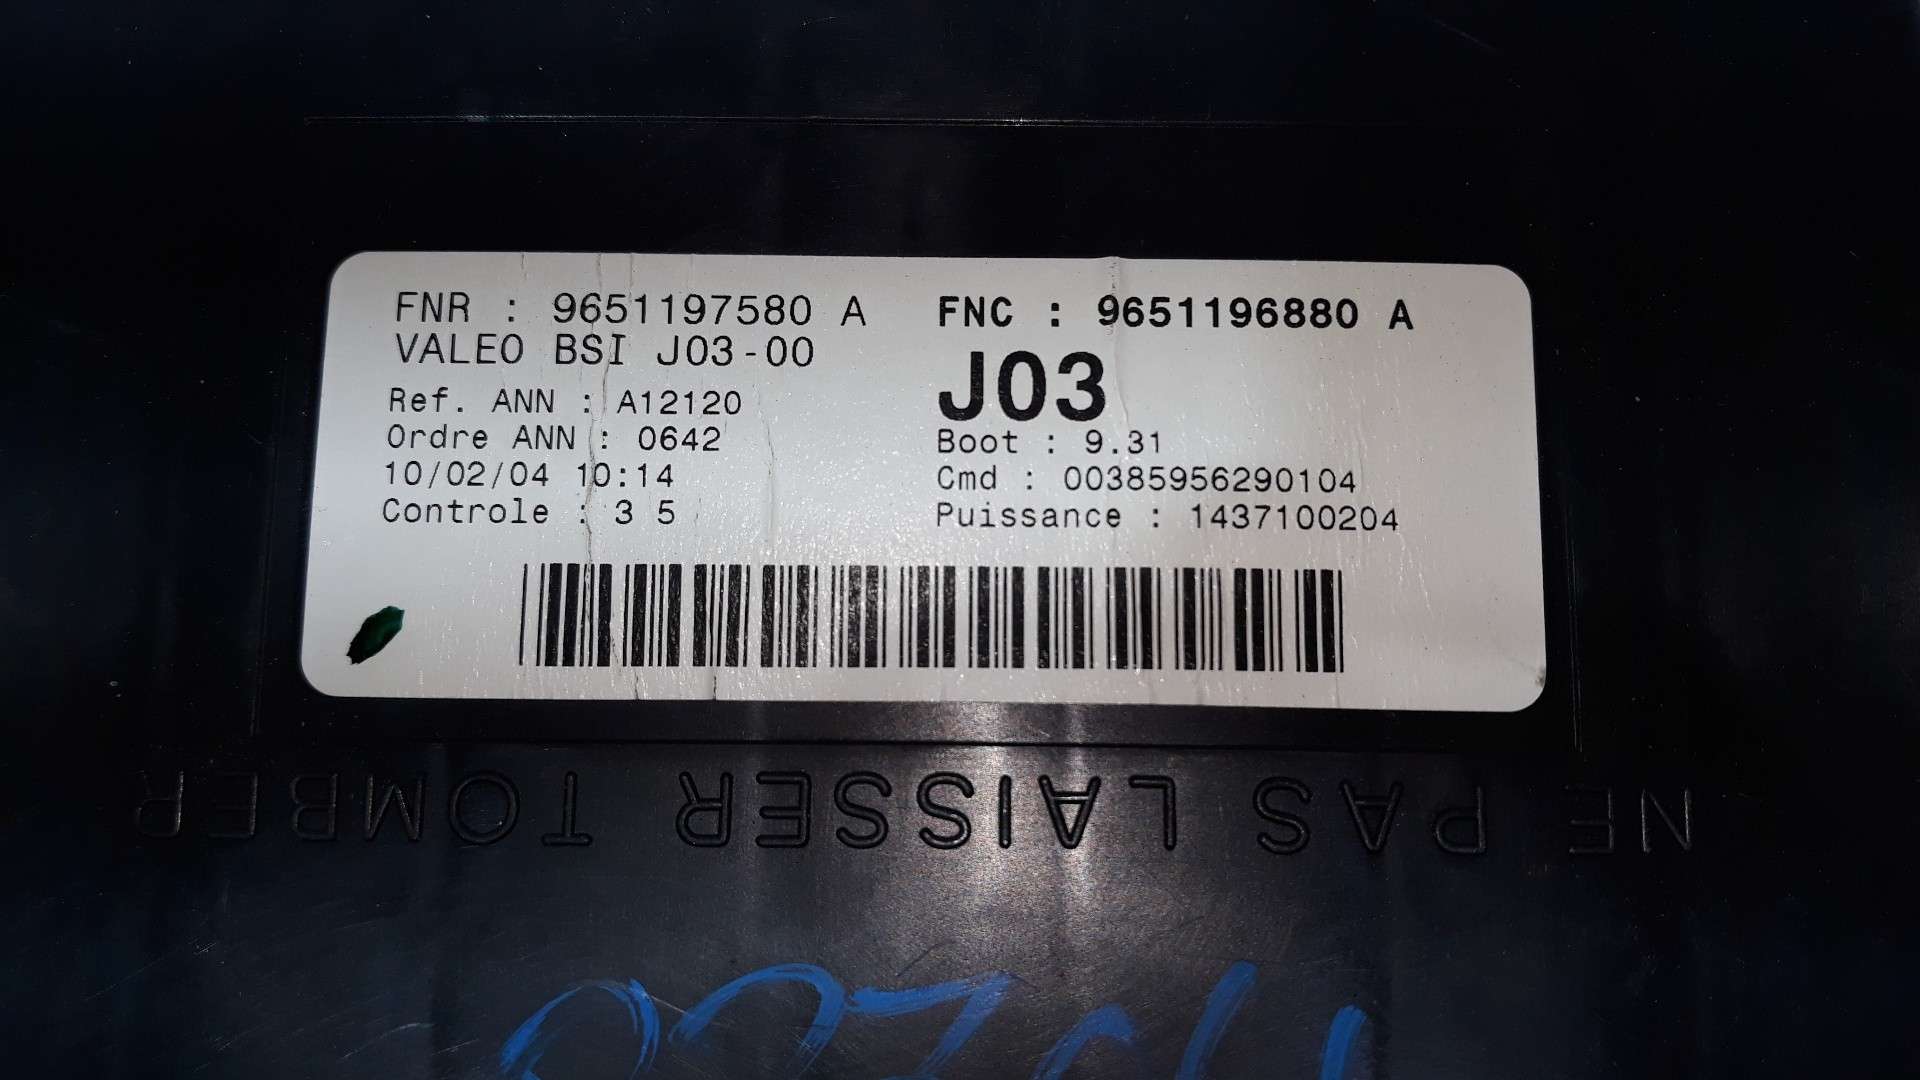 FNR : 9651197580 A
VALEO BSI J03-00
Ref. ANN : A12120
Ordre ANN : 0642
10/02/04 10:14
Controle : 3 5
FNC : 9651196880 A
J03
Boot : 9.31
Cmd : 00385956290104
Puissance : 1437100204
NE PAS LAISSER TOMBER